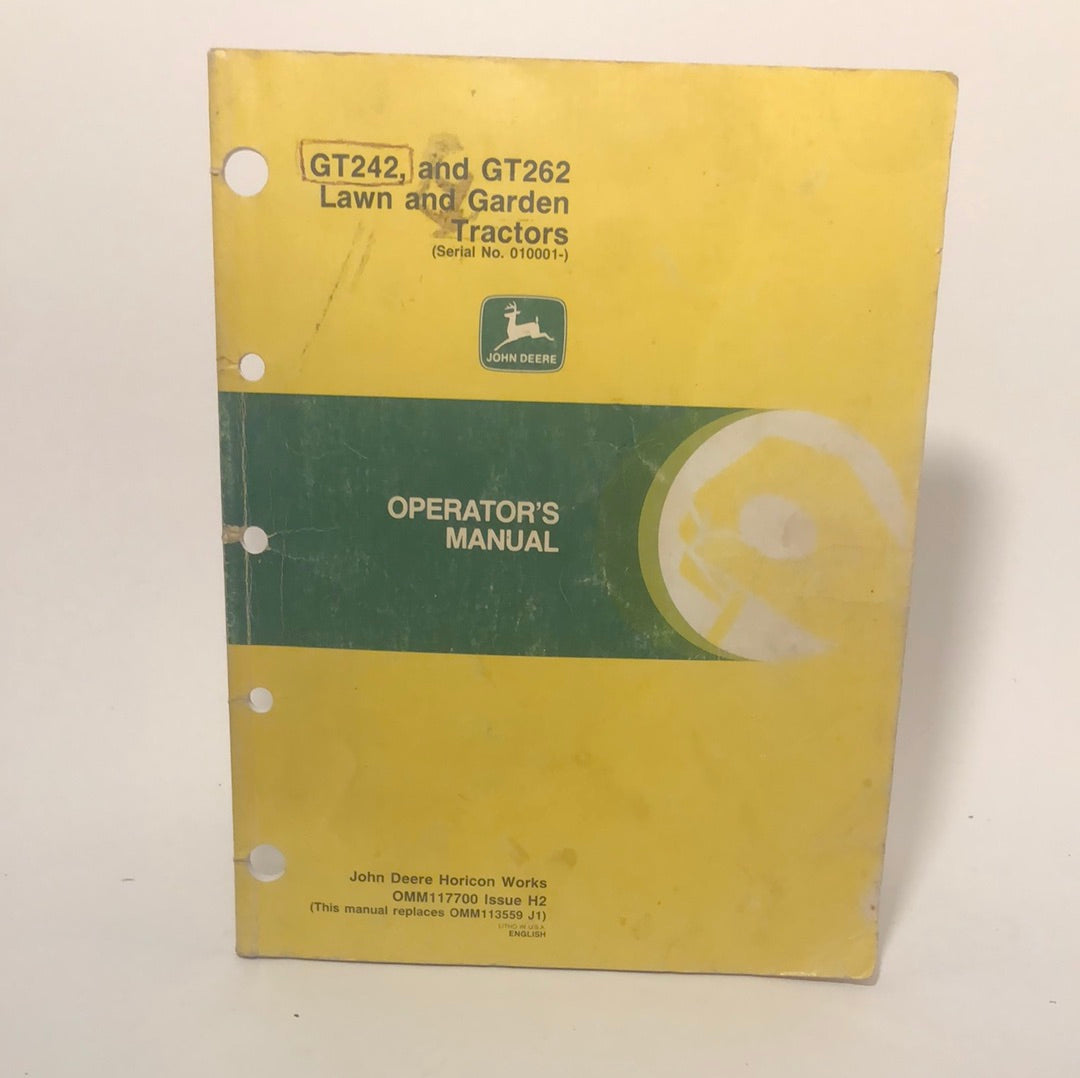 GT242, and GT262
Lawn and Garden
Tractors
(Serial No. 010001-)
JOHN DEERE
OPERATOR'S
MANUAL
John Deere Horicon Works
OMM117700 Issue H2
(This manual replaces OMM113559 J1)
LITHO IN U.S.A.
ENGLISH